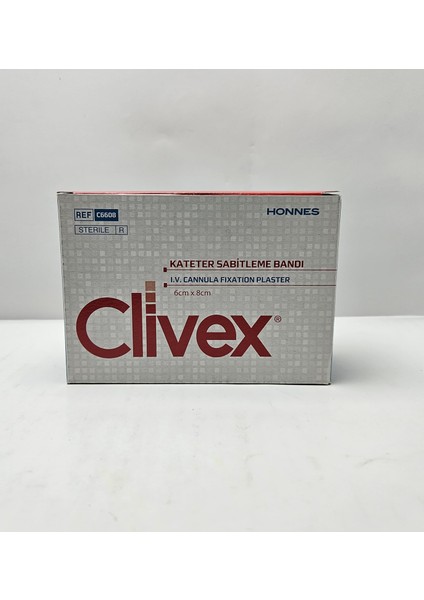 REF C6608
HONNES
STERILE R
KATETER SABİTLEME BANDI
I.V. CANNULA FIXATION PLASTER
6cm x 8cm
Clivex®